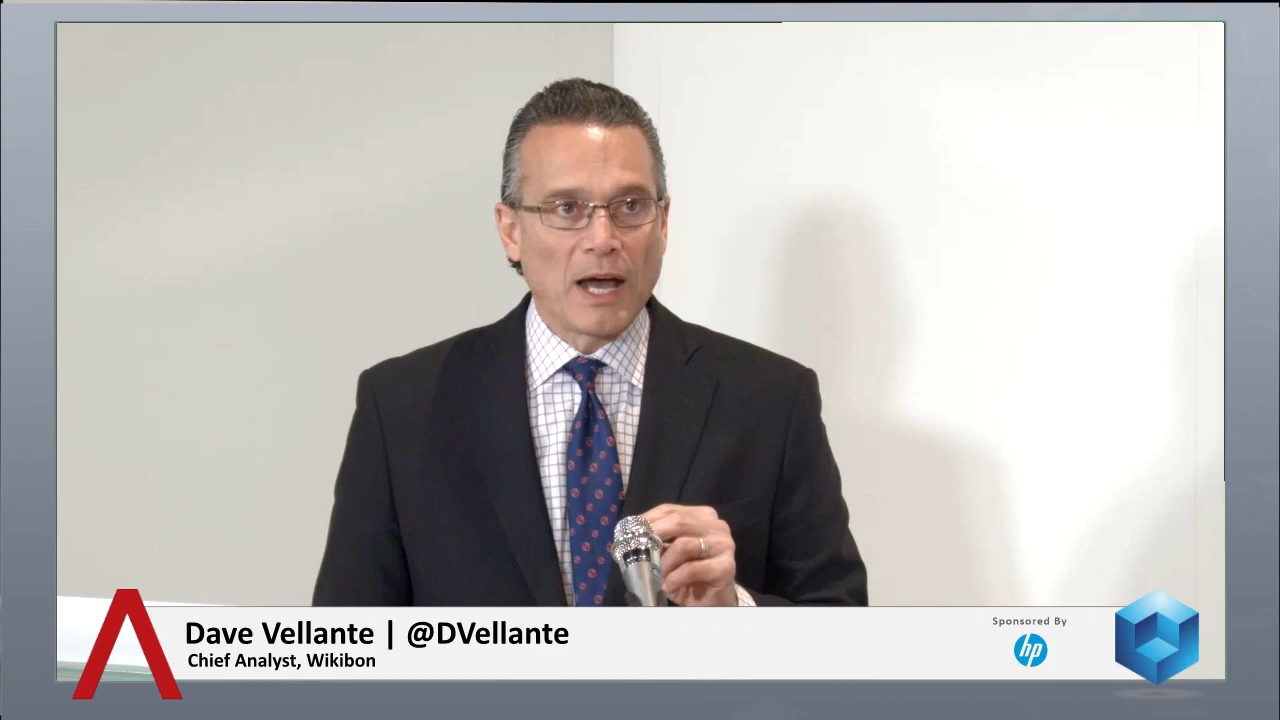 Dave Vellante | @DVellante
Chief Analyst, Wikibon
Sponsored By
hp